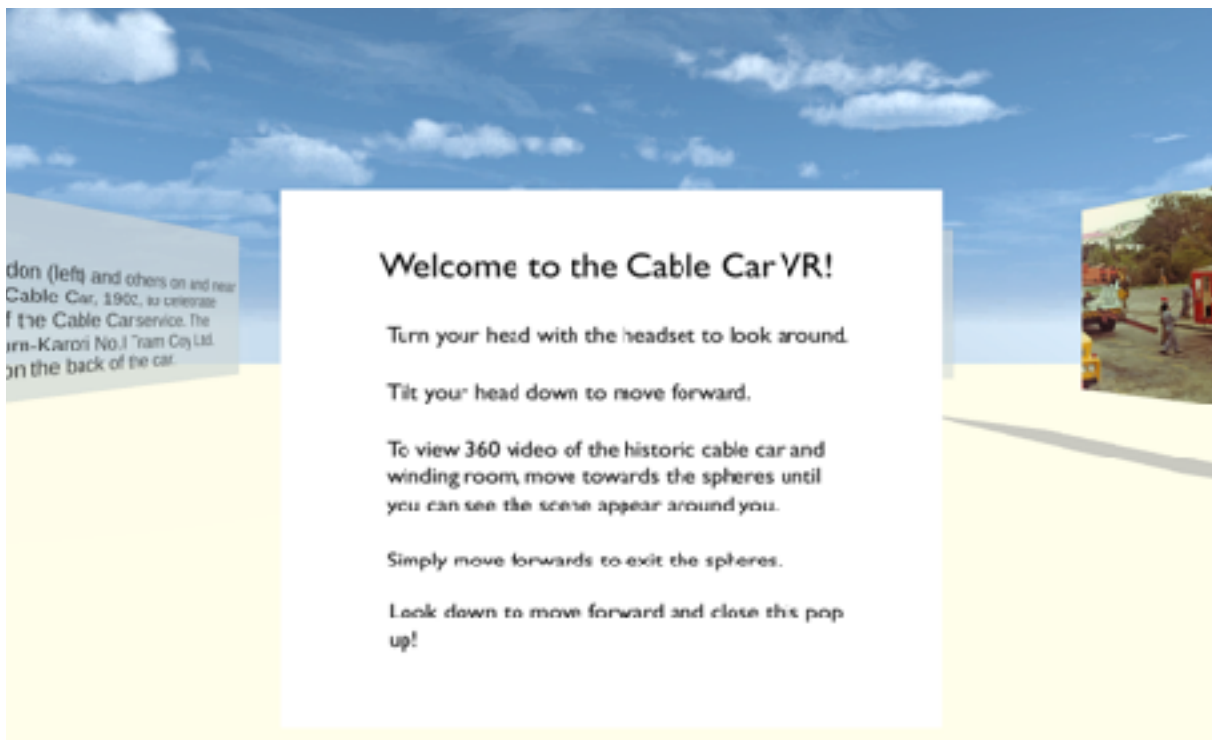 don (left) and others on and near
Cable Car, 1902, to celebrate
f the Cable Car service. The
urn-Karori No.1 Tram Coy Ltd.
on the back of the car.
Welcome to the Cable Car VR!
Turn your head with the headset to look around.
Tilt your head down to move forward.
To view 360 video of the historic cable car and
winding room, move towards the spheres until
you can see the scene appear around you.
Simply move forwards to exit the spheres.
Look down to move forward and close this pop
up!